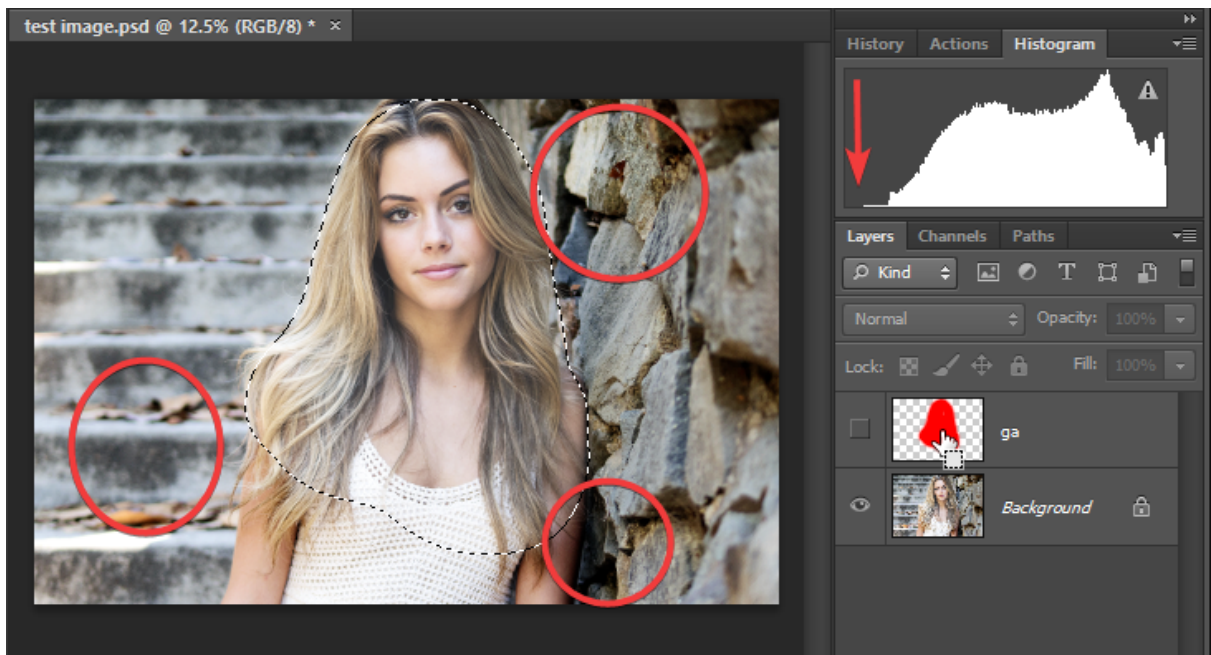 test image.psd @ 12.5% (RGB/8) * ×
History Actions Histogram
Layers Channels Paths
Kind T
Normal Opacity: 100%
Lock: Fill: 100%
ga
Background